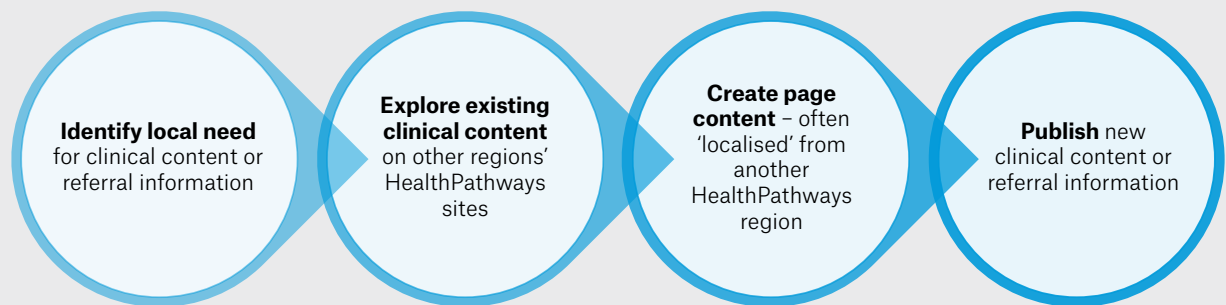 Identify local need
for clinical content or
referral information
Explore existing
clinical content
on other regions’
HealthPathways
sites
Create page
content – often
‘localised’ from
another
HealthPathways
region
Publish new
clinical content or
referral information